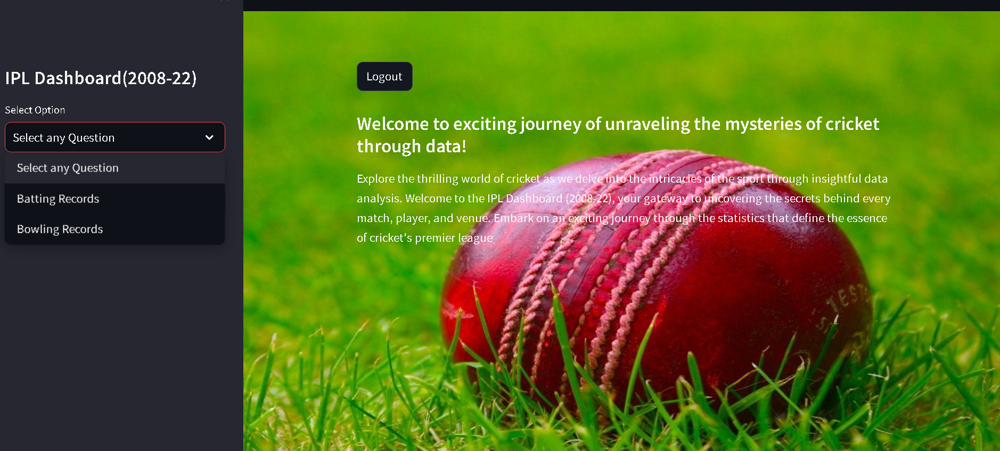 IPL Dashboard(2008-22)
Select Option
Select any Question
Select any Question
Batting Records
Bowling Records
Logout
Welcome to exciting journey of unraveling the mysteries of cricket
through data!
Explore the thrilling world of cricket as we delve into the intricacies of the sport through insightful data
analysis. Welcome to the IPL Dashboard (2008-22), your gateway to uncovering the secrets behind every
match, player, and venue. Embark on an exciting journey through the statistics that define the essence
of cricket's premier league
TEST